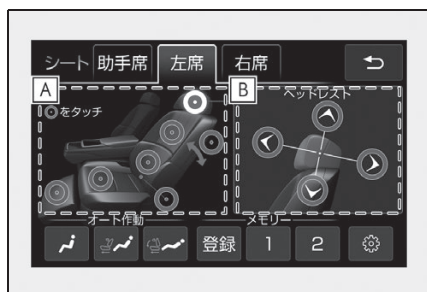 シート 助手席 左席 右席
A B
ヘッドレスト
をタッチ
オート作動 メモリー
登録 1 2